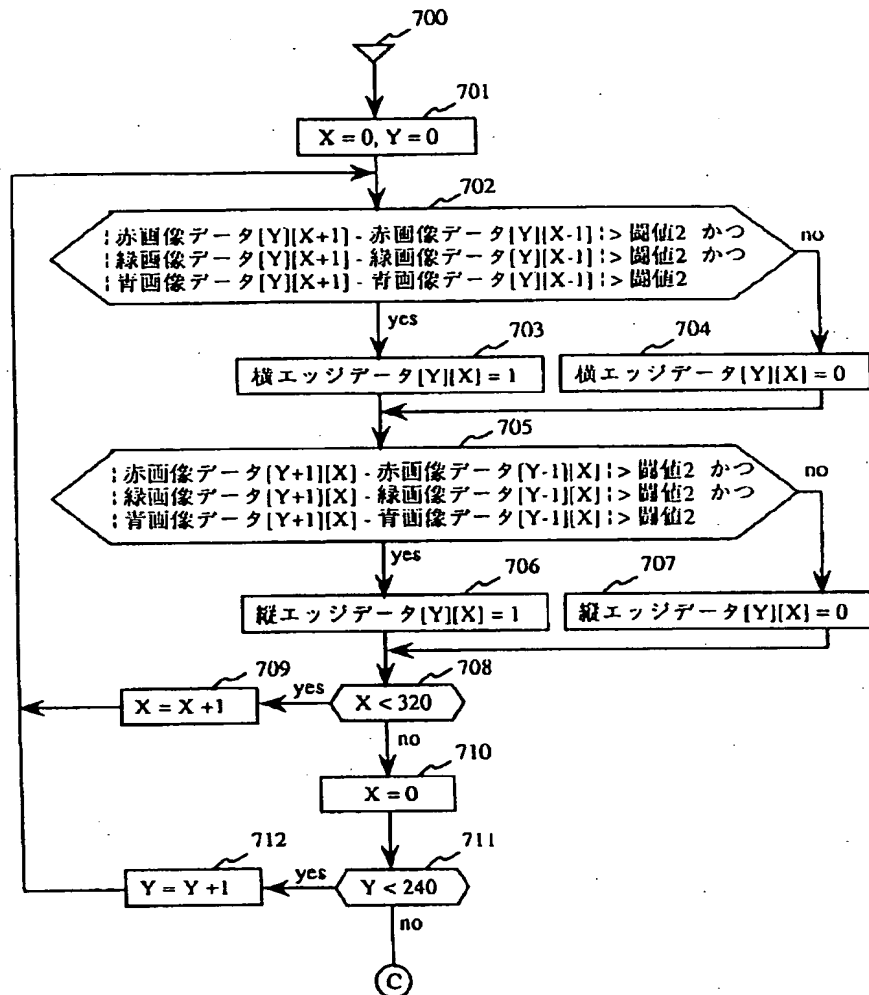 700
701
X = 0, Y = 0
702
| 赤画像データ[Y][X+1] - 赤画像データ[Y][X-1] | > 閾値2 かつ
| 緑画像データ[Y][X+1] - 緑画像データ[Y][X-1] | > 閾値2 かつ
| 青画像データ[Y][X+1] - 青画像データ[Y][X-1] | > 閾値2
no
yes
703
横エッジデータ[Y][X] = 1
704
横エッジデータ[Y][X] = 0
705
| 赤画像データ[Y+1][X] - 赤画像データ[Y-1][X] | > 閾値2 かつ
| 緑画像データ[Y+1][X] - 緑画像データ[Y-1][X] | > 閾値2 かつ
| 青画像データ[Y+1][X] - 青画像データ[Y-1][X] | > 閾値2
no
yes
706
縦エッジデータ[Y][X] = 1
707
縦エッジデータ[Y][X] = 0
708
X < 320
yes
709
X = X +1
no
710
X = 0
711
Y < 240
yes
712
Y = Y +1
no
C